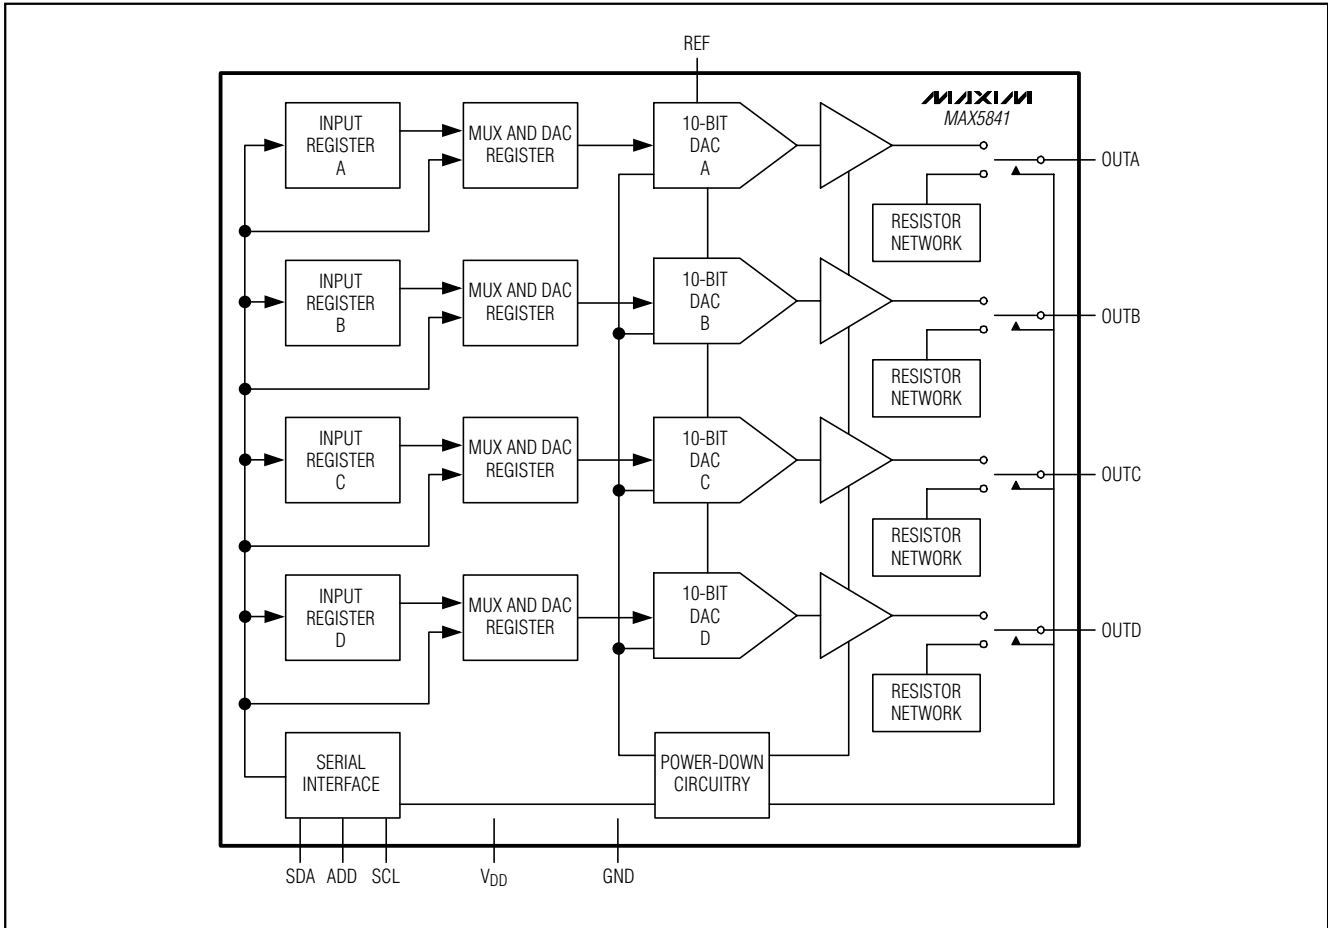 REF
MAXIM
MAX5841
INPUT
REGISTER
A
MUX AND DAC
REGISTER
10-BIT
DAC
A
OUTA
RESISTOR
NETWORK
INPUT
REGISTER
B
MUX AND DAC
REGISTER
10-BIT
DAC
B
OUTB
RESISTOR
NETWORK
INPUT
REGISTER
C
MUX AND DAC
REGISTER
10-BIT
DAC
C
OUTC
RESISTOR
NETWORK
INPUT
REGISTER
D
MUX AND DAC
REGISTER
10-BIT
DAC
D
OUTD
RESISTOR
NETWORK
SERIAL
INTERFACE
POWER-DOWN
CIRCUITRY
SDA ADD SCL VDD GND